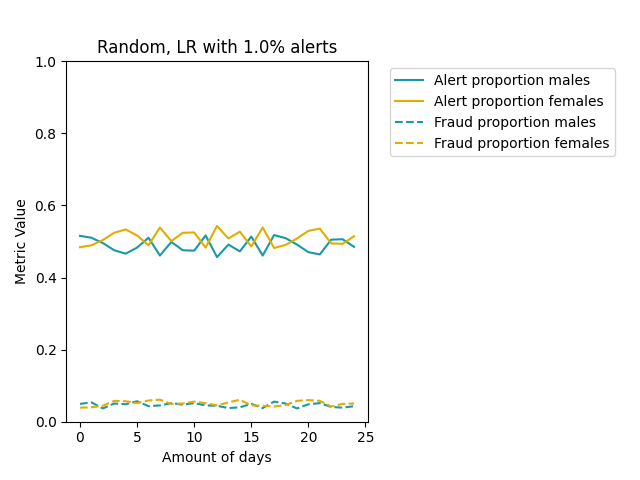 Random, LR with 1.0% alerts
Alert proportion males
Alert proportion females
Fraud proportion males
Fraud proportion females
Metric Value
1.0
0.8
0.6
0.4
0.2
0.0
0 5 10 15 20 25
Amount of days